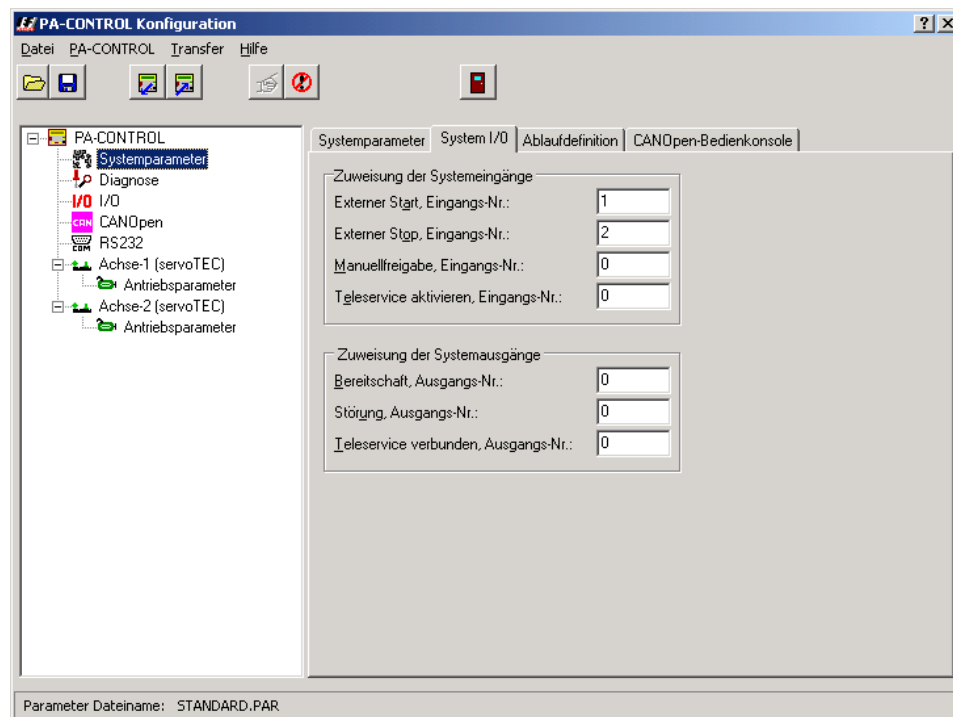 PA-CONTROL Konfiguration
Datei PA-CONTROL Transfer Hilfe
PA-CONTROL
Systemparameter
Diagnose
I/O I/O
CAN CANOpen
COM RS232
Achse-1 (servoTEC)
Antriebsparameter
Achse-2 (servoTEC)
Antriebsparameter
Systemparameter System I/O Ablaufdefinition CANOpen-Bedienkonsole
Zuweisung der Systemeingänge
Externer Start, Eingangs-Nr.: 1
Externer Stop, Eingangs-Nr.: 2
Manuellfreigabe, Eingangs-Nr.: 0
Teleservice aktivieren, Eingangs-Nr.: 0
Zuweisung der Systemausgänge
Bereitschaft, Ausgangs-Nr.: 0
Störung, Ausgangs-Nr.: 0
Teleservice verbunden, Ausgangs-Nr.: 0
Parameter Dateiname: STANDARD.PAR